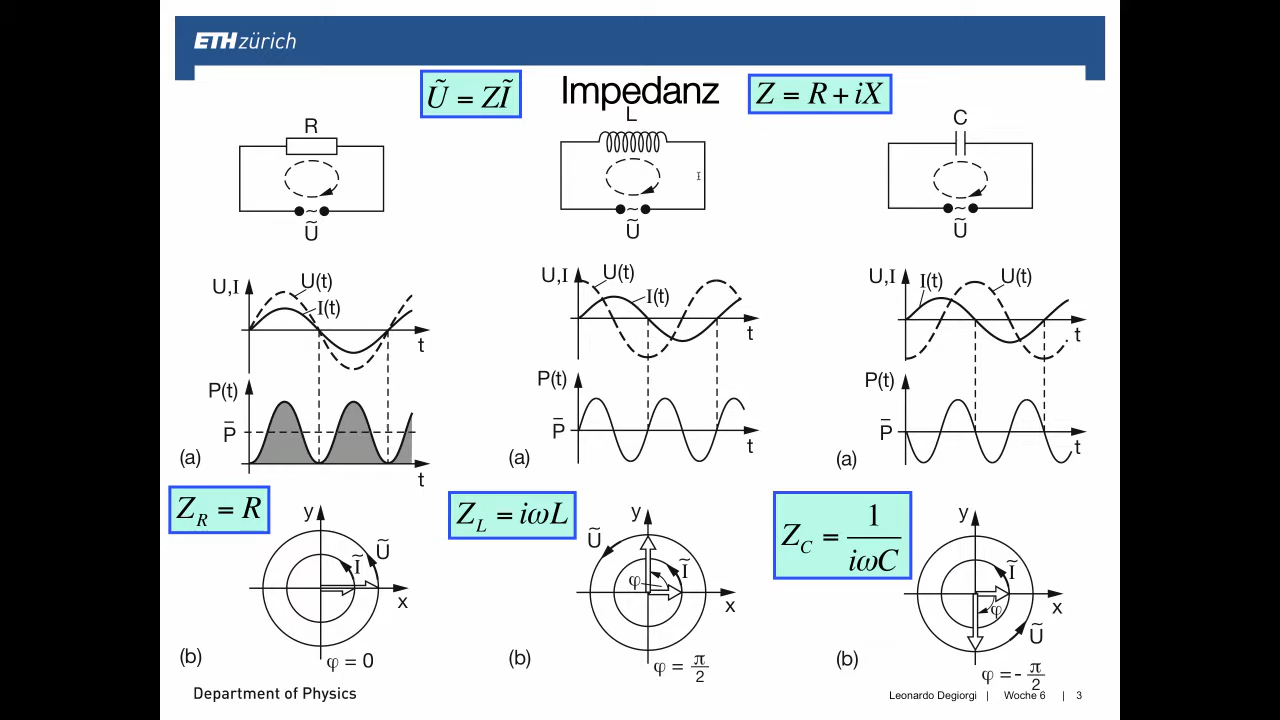 ETH zürich
Ũ = ZĨ
Impedanz
Z = R + iX
R
Ũ
L
Ũ
C
Ũ
U,I
U(t)
I(t)
t
P(t)
P̄
t
(a)
U,I
U(t)
I(t)
t
P(t)
P̄
t
(a)
U,I
I(t)
U(t)
t
P(t)
P̄
t
(a)
Z_R = R
y
Ũ
Ĩ
x
(b)
φ = 0
Z_L = iωL
y
Ũ
φ
Ĩ
x
(b)
φ = π/2
Z_C = 1/iωC
y
Ĩ
φ
x
Ũ
(b)
φ = - π/2
Department of Physics
Leonardo Degiorgi | Woche 6 | 3